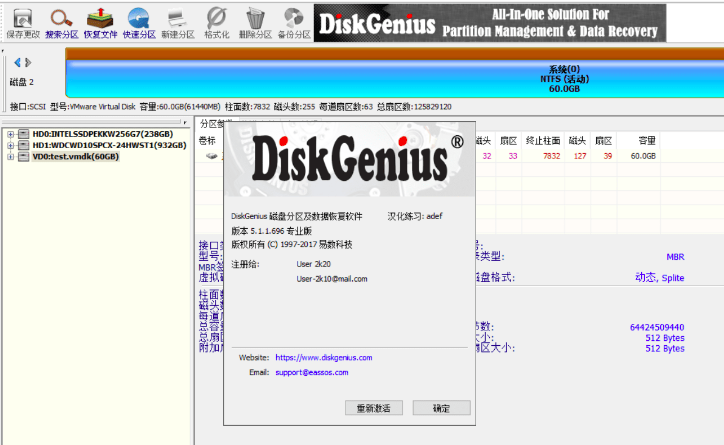 保存更改 搜索分区 恢复文件 快速分区 新建分区 格式化 删除分区 备份分区
DiskGenius
All-In-One Solution For
Partition Management & Data Recovery
磁盘 2
系统(0)
NTFS (活动)
60.0GB
接口:SCSI 型号:VMware Virtual Disk 容量:60.0GB(61440MB) 柱面数:7832 磁头数:255 每道扇区数:63 总扇区数:125829120
HD0:INTELSSDPEKKW256G7(238GB)
HD1:WDCWD10SPCX-24HWST1(932GB)
VD0:test.vmdk(60GB)
分区参
卷标
磁头 扇区 终止柱面 磁头 扇区 容量
32 33 7832 127 39 60.0GB
DiskGenius®
DiskGenius 磁盘分区及数据恢复软件 汉化练习: adef
版本 5.1.1.696 专业版
版权所有 (C) 1997-2017 易数科技
注册给: User 2k20
User-2k10@mail.com
Website: https://www.diskgenius.com
Email: support@eassos.com
重新激活 确定
接口
型号:
MBR
虚拟
号:
类型: MBR
磁盘格式: 动态, Splite
柱面数
磁头数
每道
总容
总扇
附加
节数: 64424509440
大小: 512 Bytes
扇区大小: 512 Bytes